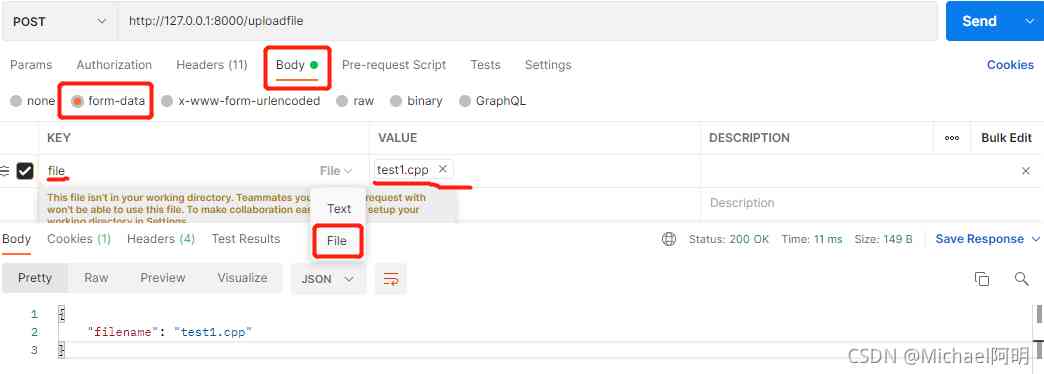 POST http://127.0.0.1:8000/uploadfile Send
Params Authorization Headers (11) Body Pre-request Script Tests Settings Cookies
none form-data x-www-form-urlencoded raw binary GraphQL
KEY VALUE DESCRIPTION ooo Bulk Edit
file File test1.cpp
This file isn't in your working directory. Teammates you request with
won't be able to use this file. To make collaboration eas setup your
working directory in Settings
Text
File
Description
Body Cookies (1) Headers (4) Test Results Status: 200 OK Time: 11 ms Size: 149 B Save Response
Pretty Raw Preview Visualize JSON
1 {
2 "filename": "test1.cpp"
3 }
CSDN @Michael阿明